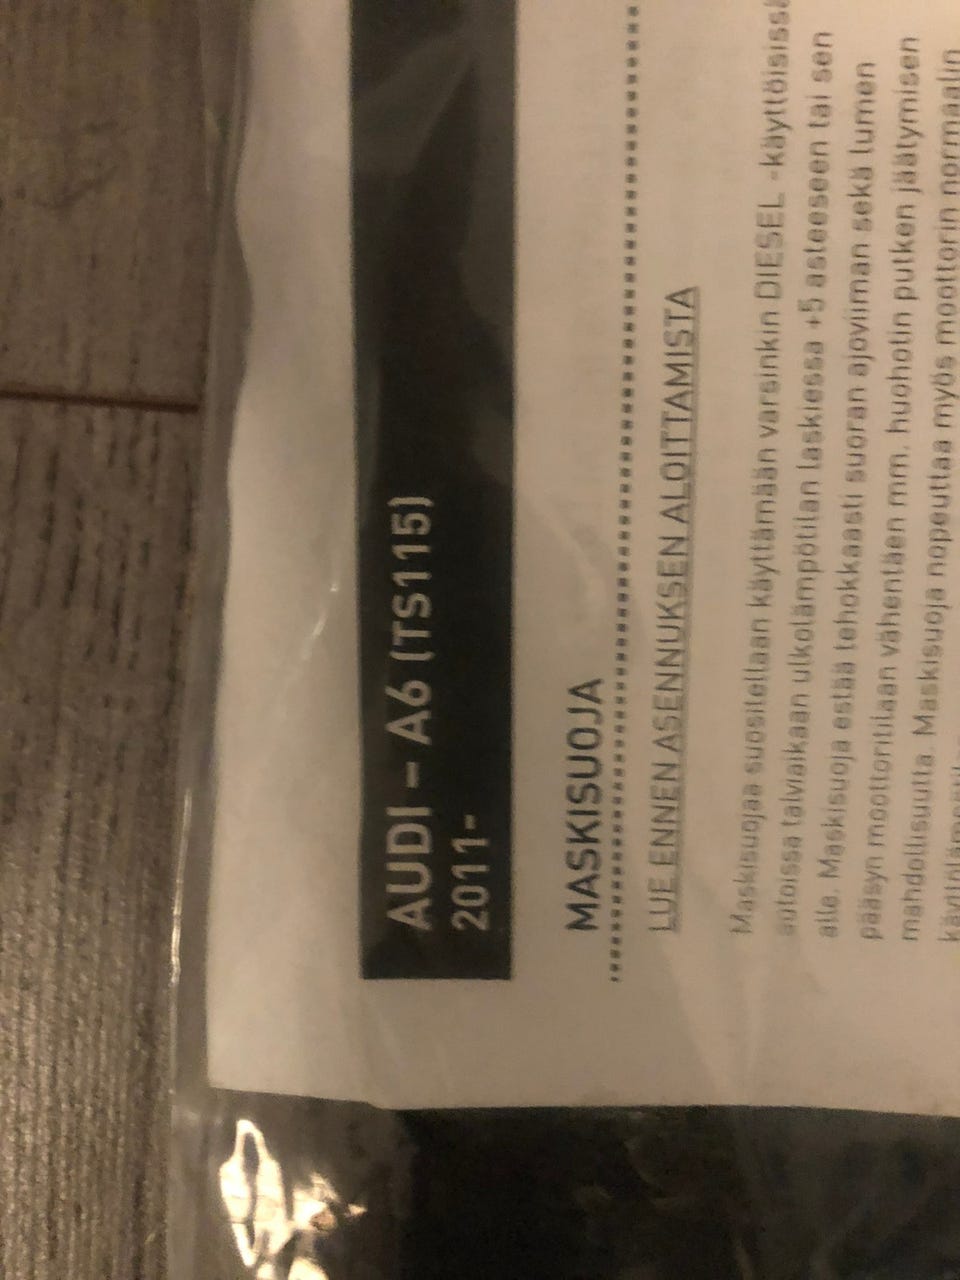 AUDI – A6 (TS115)
2011-
MASKISUOJA
LUE ENNEN ASENNUKSEN ALOITTAMISTA
Maskisuojaa suositellaan käyttämään varsinkin DIESEL -käyttöisissä
autoissa talviaikaan ulkolämpötilan laskiessa +5 asteeseen tai sen
alle. Maskisuoja estää tehokkaasti suoran ajoviiman sekä lumen
pääsyn moottoritilaan vähentäen mm. huohotin putken jäätymisen
mahdollisuutta. Maskisuoja nopeuttaa myös moottorin normaalin